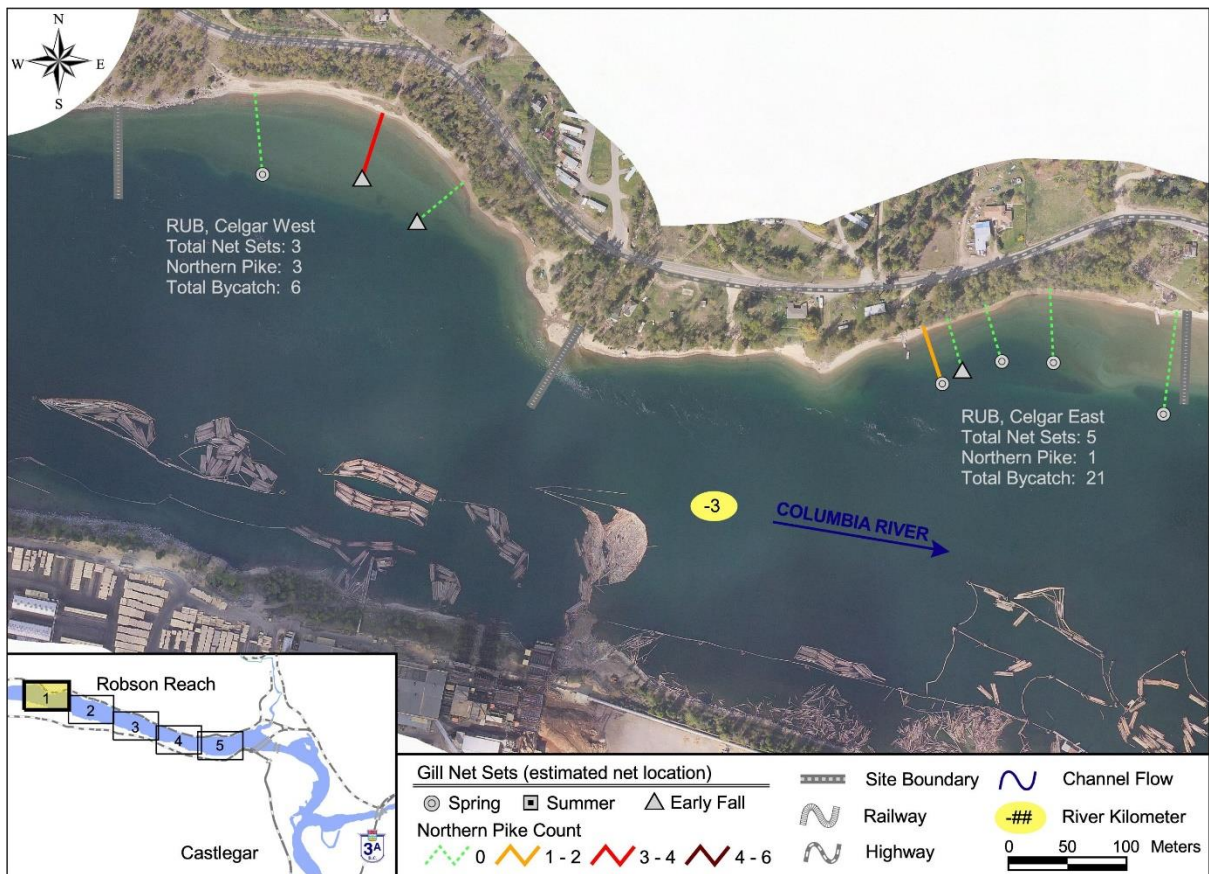 N
W E
S
RUB, Celgar West
Total Net Sets: 3
Northern Pike: 3
Total Bycatch: 6
RUB, Celgar East
Total Net Sets: 5
Northern Pike: 1
Total Bycatch: 21
-3
COLUMBIA RIVER
Robson Reach
1
2
3
4
5
Castlegar
3A
B.C.
Gill Net Sets (estimated net location)
Spring Summer Early Fall
Northern Pike Count
0 1 - 2 3 - 4 4 - 6
Site Boundary
Railway
Highway
Channel Flow
-## River Kilometer
0 50 100 Meters